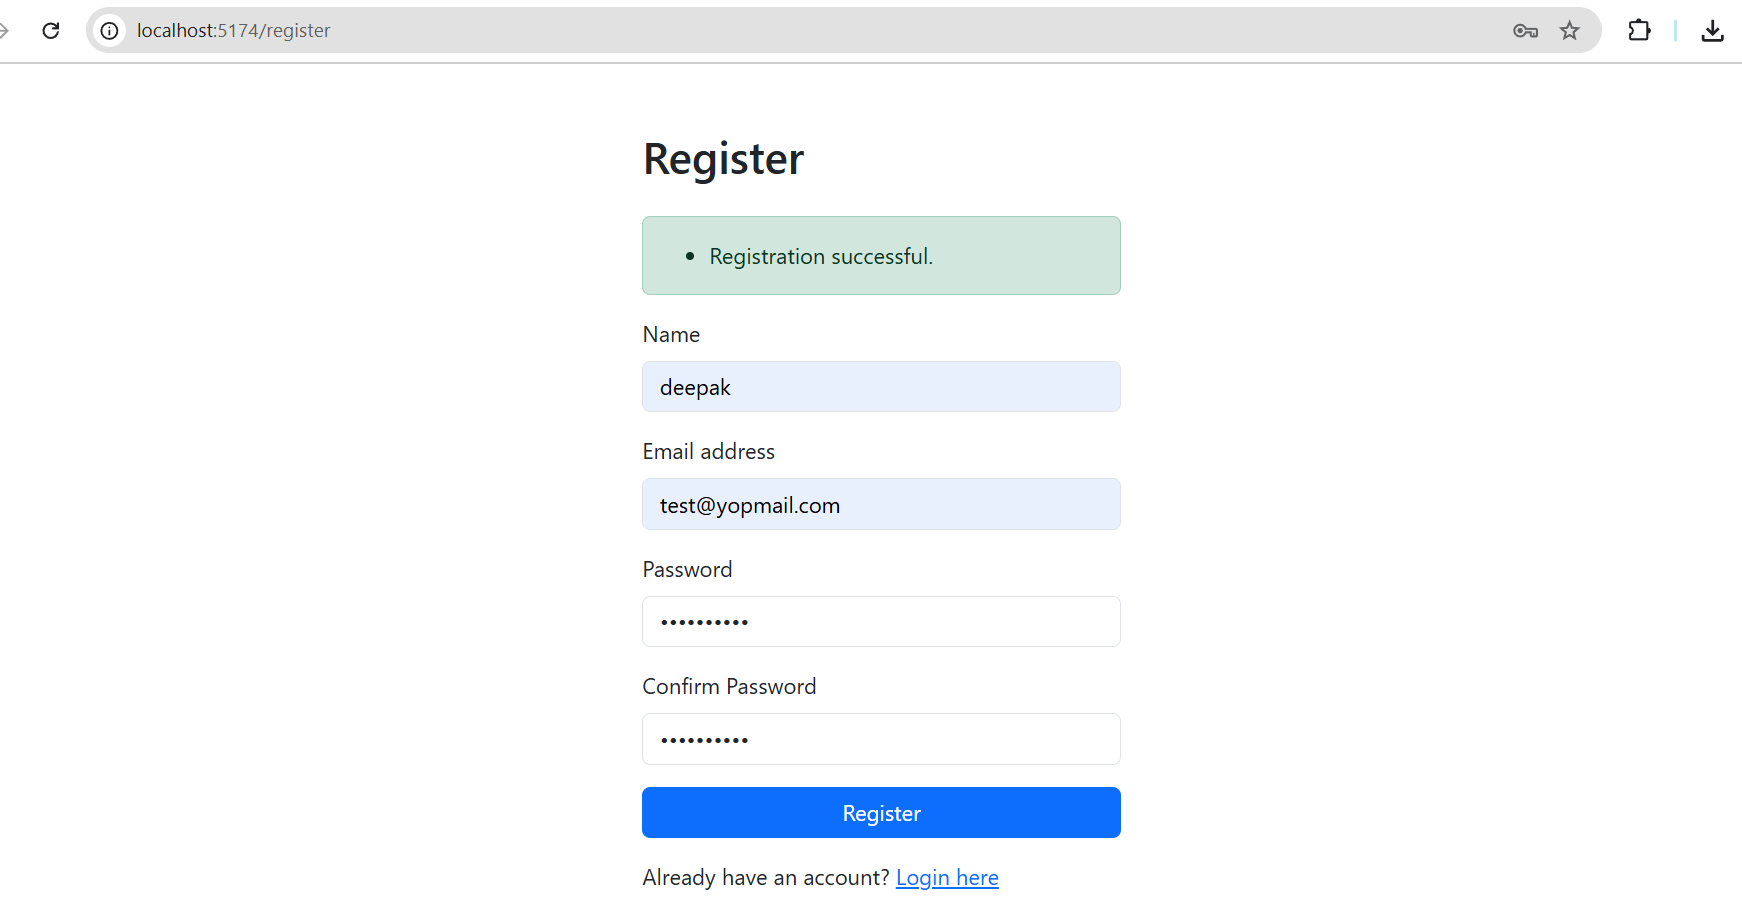 localhost:5174/register
Register
• Registration successful.
Name
deepak
Email address
test@yopmail.com
Password
••••••••••
Confirm Password
••••••••••
Register
Already have an account? Login here